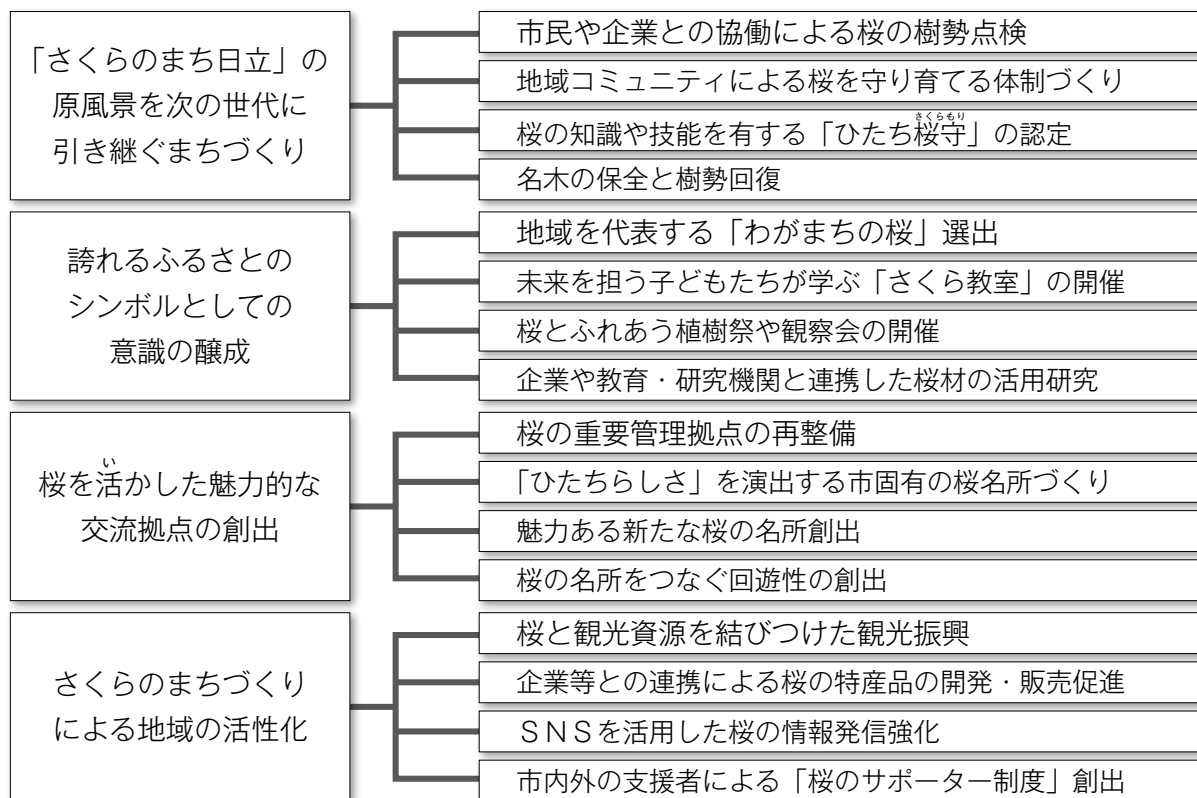 「さくらのまち日立」の
原風景を次の世代に
引き継ぐまちづくり
市民や企業との協働による桜の樹勢点検
地域コミュニティによる桜を守り育てる体制づくり
さくらもり
桜の知識や技能を有する「ひたち桜守」の認定
名木の保全と樹勢回復
誇れるふるさとの
シンボルとしての
意識の醸成
地域を代表する「わがまちの桜」選出
未来を担う子どもたちが学ぶ「さくら教室」の開催
桜とふれあう植樹祭や観察会の開催
企業や教育・研究機関と連携した桜材の活用研究
い
桜を活かした魅力的な
交流拠点の創出
桜の重要管理拠点の再整備
「ひたちらしさ」を演出する市固有の桜名所づくり
魅力ある新たな桜の名所創出
桜の名所をつなぐ回遊性の創出
さくらのまちづくり
による地域の活性化
桜と観光資源を結びつけた観光振興
企業等との連携による桜の特産品の開発・販売促進
ＳＮＳを活用した桜の情報発信強化
市内外の支援者による「桜のサポーター制度」創出